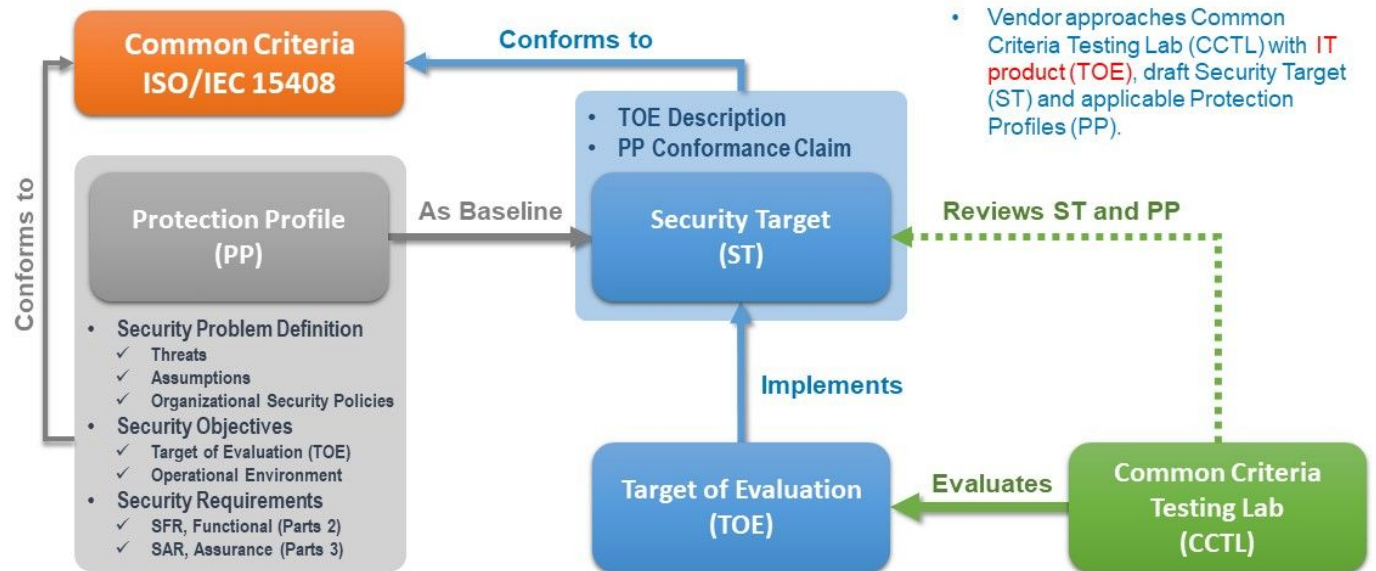 Common Criteria
ISO/IEC 15408
Conforms to
• Vendor approaches Common
Criteria Testing Lab (CCTL) with IT
product (TOE), draft Security Target
(ST) and applicable Protection
Profiles (PP).
• TOE Description
• PP Conformance Claim
Conforms to
Protection Profile
(PP)
As Baseline
Security Target
(ST)
Reviews ST and PP
• Security Problem Definition
✓ Threats
✓ Assumptions
✓ Organizational Security Policies
• Security Objectives
✓ Target of Evaluation (TOE)
✓ Operational Environment
• Security Requirements
✓ SFR, Functional (Parts 2)
✓ SAR, Assurance (Parts 3)
Implements
Target of Evaluation
(TOE)
Evaluates
Common Criteria
Testing Lab
(CCTL)